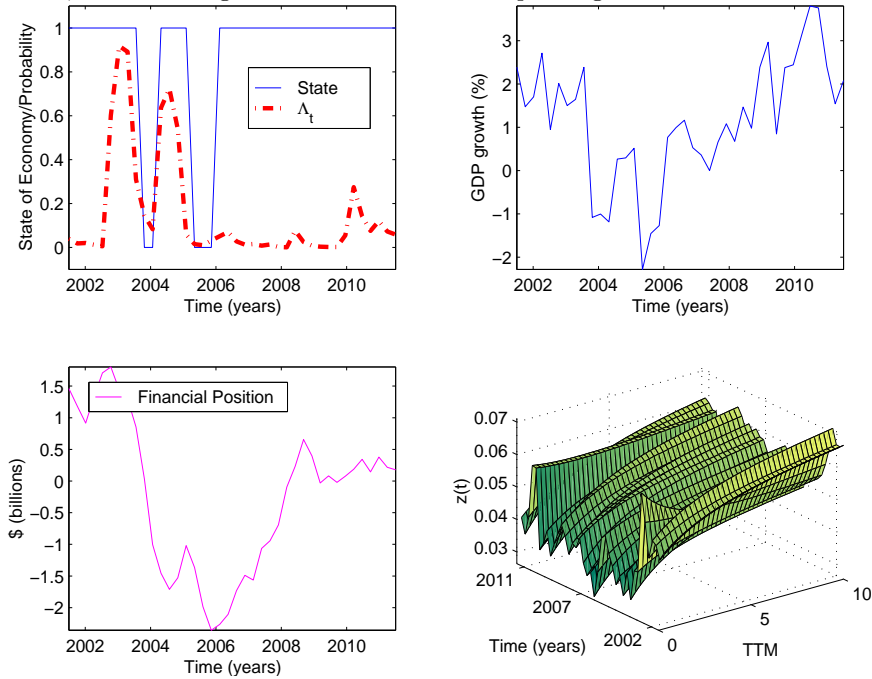 State of Economy/Probability
1
0.8
0.6
0.4
0.2
0
State
Λt
2002 2004 2006 2008 2010
Time (years)
GDP growth (%)
3
2
1
0
−1
−2
2002 2004 2006 2008 2010
Time (years)
$ (billions)
1.5
1
0.5
0
−0.5
−1
−1.5
−2
Financial Position
2002 2004 2006 2008 2010
Time (years)
z(t)
0.07
0.06
0.05
0.04
0.03
2011
2007
2002
Time (years)
0
5
10
TTM